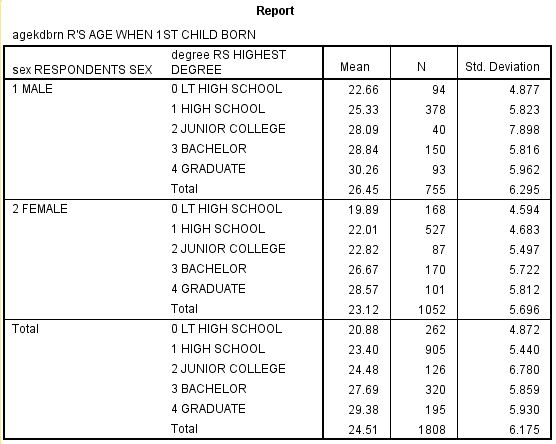 Report
agekdbrn R'S AGE WHEN 1ST CHILD BORN
sex RESPONDENTS SEX degree RS HIGHEST DEGREE Mean N Std. Deviation
1 MALE 0 LT HIGH SCHOOL 22.66 94 4.877
1 HIGH SCHOOL 25.33 378 5.823
2 JUNIOR COLLEGE 28.09 40 7.898
3 BACHELOR 28.84 150 5.816
4 GRADUATE 30.26 93 5.962
Total 26.45 755 6.295
2 FEMALE 0 LT HIGH SCHOOL 19.89 168 4.594
1 HIGH SCHOOL 22.01 527 4.683
2 JUNIOR COLLEGE 22.82 87 5.497
3 BACHELOR 26.67 170 5.722
4 GRADUATE 28.57 101 5.812
Total 23.12 1052 5.696
Total 0 LT HIGH SCHOOL 20.88 262 4.872
1 HIGH SCHOOL 23.40 905 5.440
2 JUNIOR COLLEGE 24.48 126 6.780
3 BACHELOR 27.69 320 5.859
4 GRADUATE 29.38 195 5.930
Total 24.51 1808 6.175